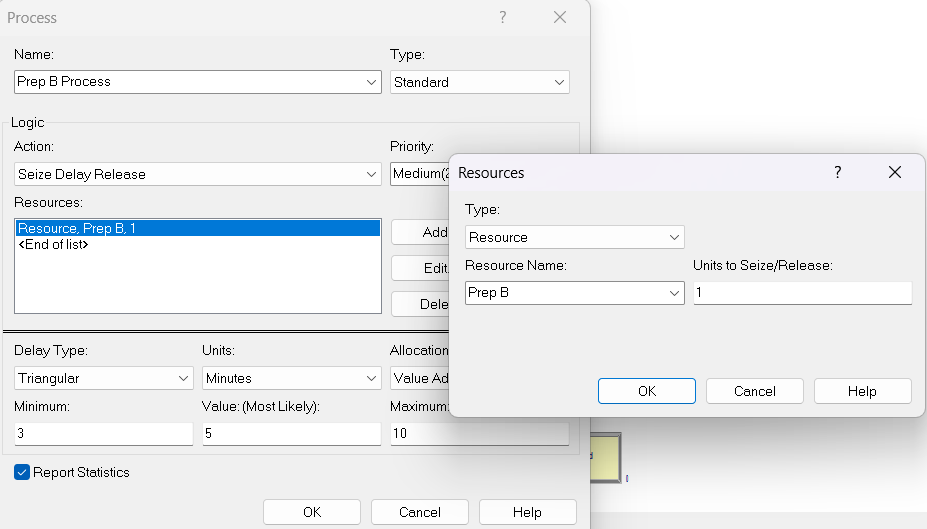 Process ?
Name: Type:
Prep B Process Standard
Logic
Action: Priority:
Seize Delay Release Medium(2
Resources:
Resource, Prep B, 1
<End of list>
Add
Edit.
Dele
Delay Type: Units: Allocation
Triangular Minutes Value Ad
Minimum: Value: (Most Likely): Maximum:
3 5 10
Report Statistics
OK Cancel Help
Resources ?
Type:
Resource
Resource Name: Units to Seize/Release:
Prep B 1
OK Cancel Help
d